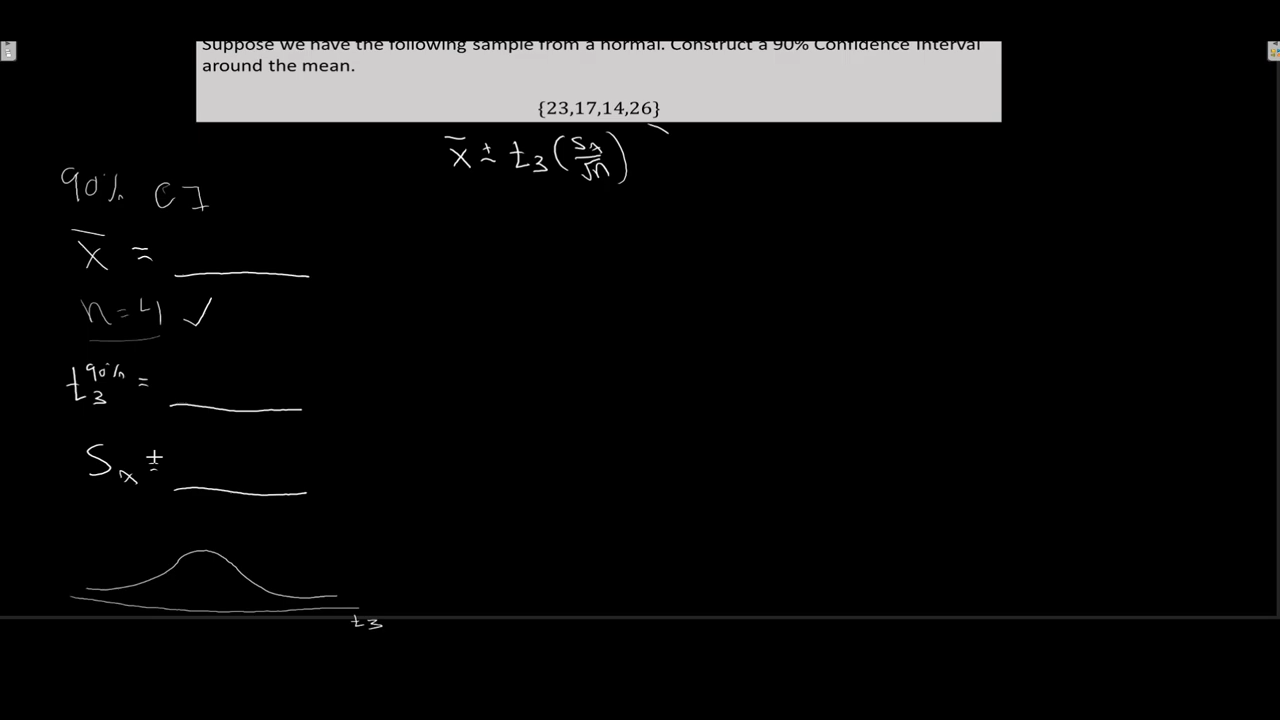 Suppose we have the following sample from a normal. Construct a 90% Confidence Interval
around the mean.
{23,17,14,26}
x̄ ± t₃ (Sₓ/√n)
90% CI
x̄ =
n = 4 ✓
t₃^90% =
Sₓ ±
t₃